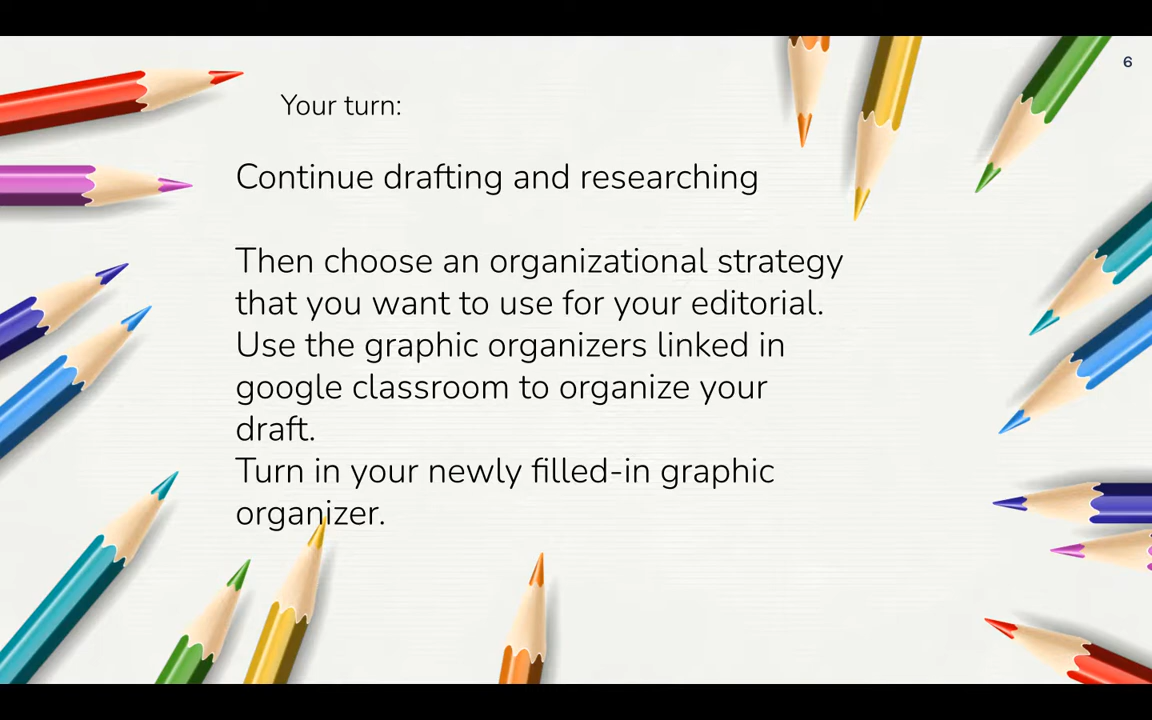 6
Your turn:
Continue drafting and researching
Then choose an organizational strategy
that you want to use for your editorial.
Use the graphic organizers linked in
google classroom to organize your
draft.
Turn in your newly filled-in graphic
organizer.